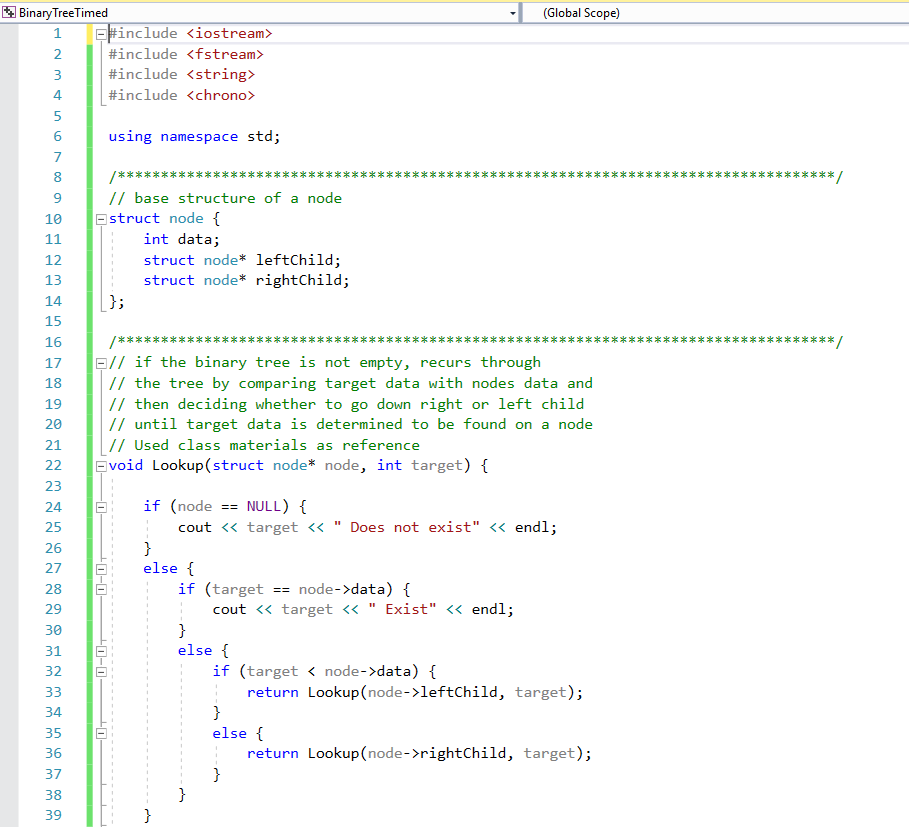 BinaryTreeTimed (Global Scope)
1 #include <iostream>
2 #include <fstream>
3 #include <string>
4 #include <chrono>
5
6 using namespace std;
7
8 /***********************************************************************************/
9 // base structure of a node
10 struct node {
11     int data;
12     struct node* leftChild;
13     struct node* rightChild;
14 };
15
16 /***********************************************************************************/
17 // if the binary tree is not empty, recurs through
18 // the tree by comparing target data with nodes data and
19 // then deciding whether to go down right or left child
20 // until target data is determined to be found on a node
21 // Used class materials as reference
22 void Lookup(struct node* node, int target) {
23
24     if (node == NULL) {
25         cout << target << " Does not exist" << endl;
26     }
27     else {
28         if (target == node->data) {
29             cout << target << " Exist" << endl;
30         }
31         else {
32             if (target < node->data) {
33                 return Lookup(node->leftChild, target);
34             }
35             else {
36                 return Lookup(node->rightChild, target);
37             }
38         }
39     }